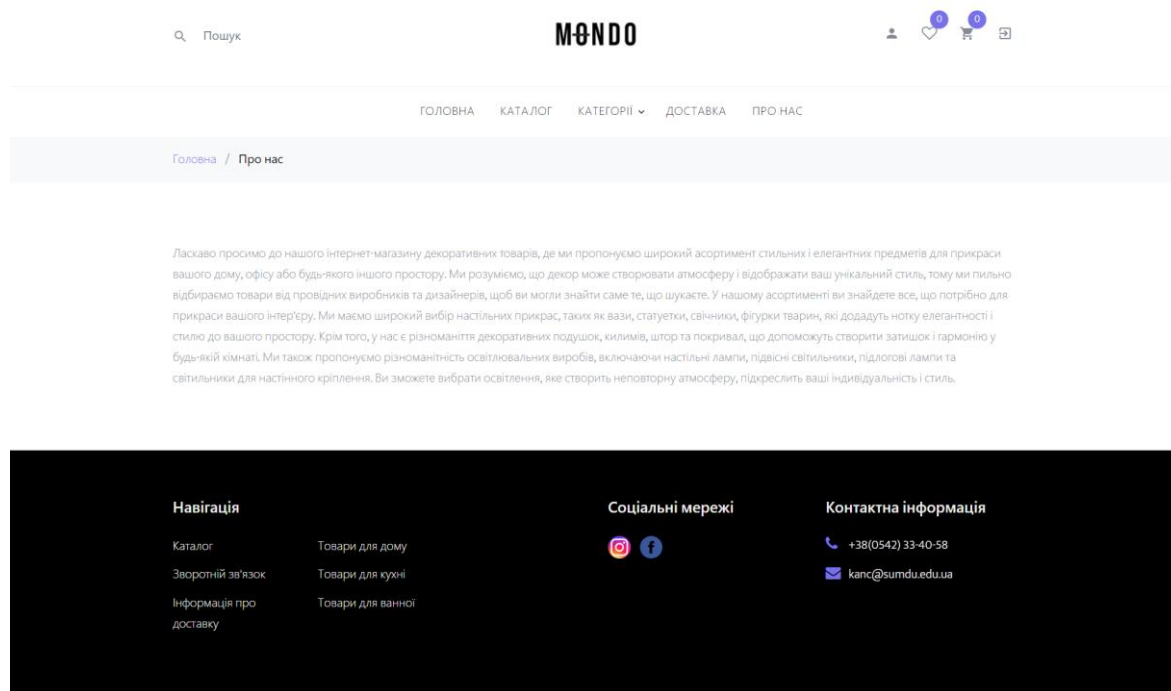 Пошук
MONDO
0
0
ГОЛОВНА КАТАЛОГ КАТЕГОРІЇ ДОСТАВКА ПРО НАС
Головна / Про нас
Ласкаво просимо до нашого інтернет-магазину декоративних товарів, де ми пропонуємо широкий асортимент стильних і елегантних предметів для прикраси
вашого дому, офісу або будь-якого іншого простору. Ми розуміємо, що декор може створювати атмосферу і відображати ваш унікальний стиль, тому ми пильно
відбираємо товари від провідних виробників та дизайнерів, щоб ви могли знайти саме те, що шукаєте. У нашому асортименті ви знайдете все, що потрібно для
прикраси вашого інтер'єру. Ми маємо широкий вибір настільних прикрас, таких як вази, статуетки, свічники, фігурки тварин, які додадуть нотку елегантності і
стилю до вашого простору. Крім того, у нас є різноманіття декоративних подушок, килимів, штор та покривал, що допоможуть створити затишок і гармонію у
будь-якій кімнаті. Ми також пропонуємо різноманітність освітлювальних виробів, включаючи настільні лампи, підвісні світильники, підлогові лампи та
світильники для настінного кріплення. Ви зможете вибрати освітлення, яке створить неповторну атмосферу, підкреслить ваші індивідуальність і стиль.
Навігація
Каталог
Зворотній зв'язок
Інформація про
доставку
Товари для дому
Товари для кухні
Товари для ванної
Соціальні мережі
Контактна інформація
+38(0542) 33-40-58
kanc@sumdu.edu.ua